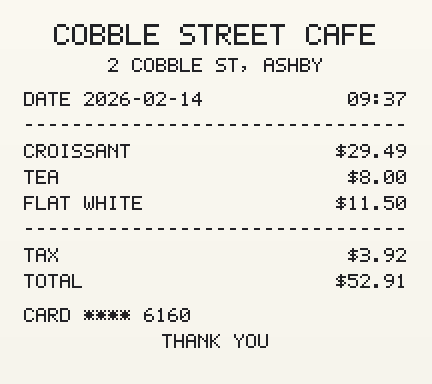 COBBLE STREET CAFE
2 COBBLE ST, ASHBY
DATE 2026-02-14 09:37
--------------------------------
CROISSANT $29.49
TEA $8.00
FLAT WHITE $11.50
--------------------------------
TAX $3.92
TOTAL $52.91
CARD **** 6160
THANK YOU